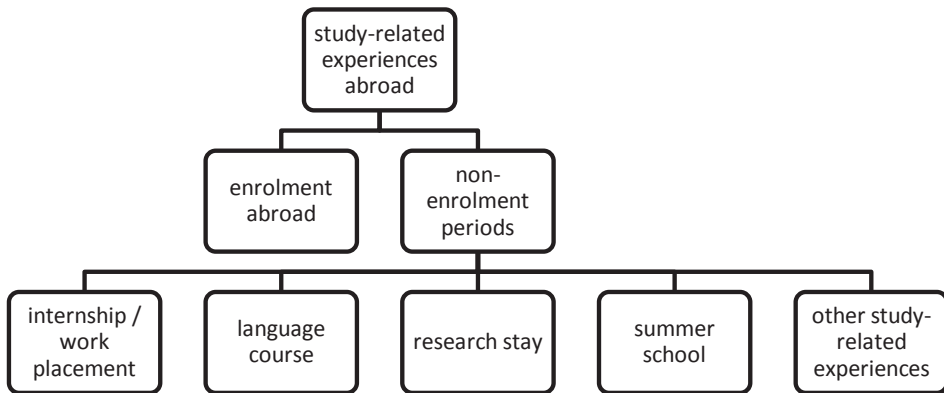 study-related
experiences
abroad
enrolment
abroad
non-
enrolment
periods
internship /
work
placement
language
course
research stay
summer
school
other study-
related
experiences